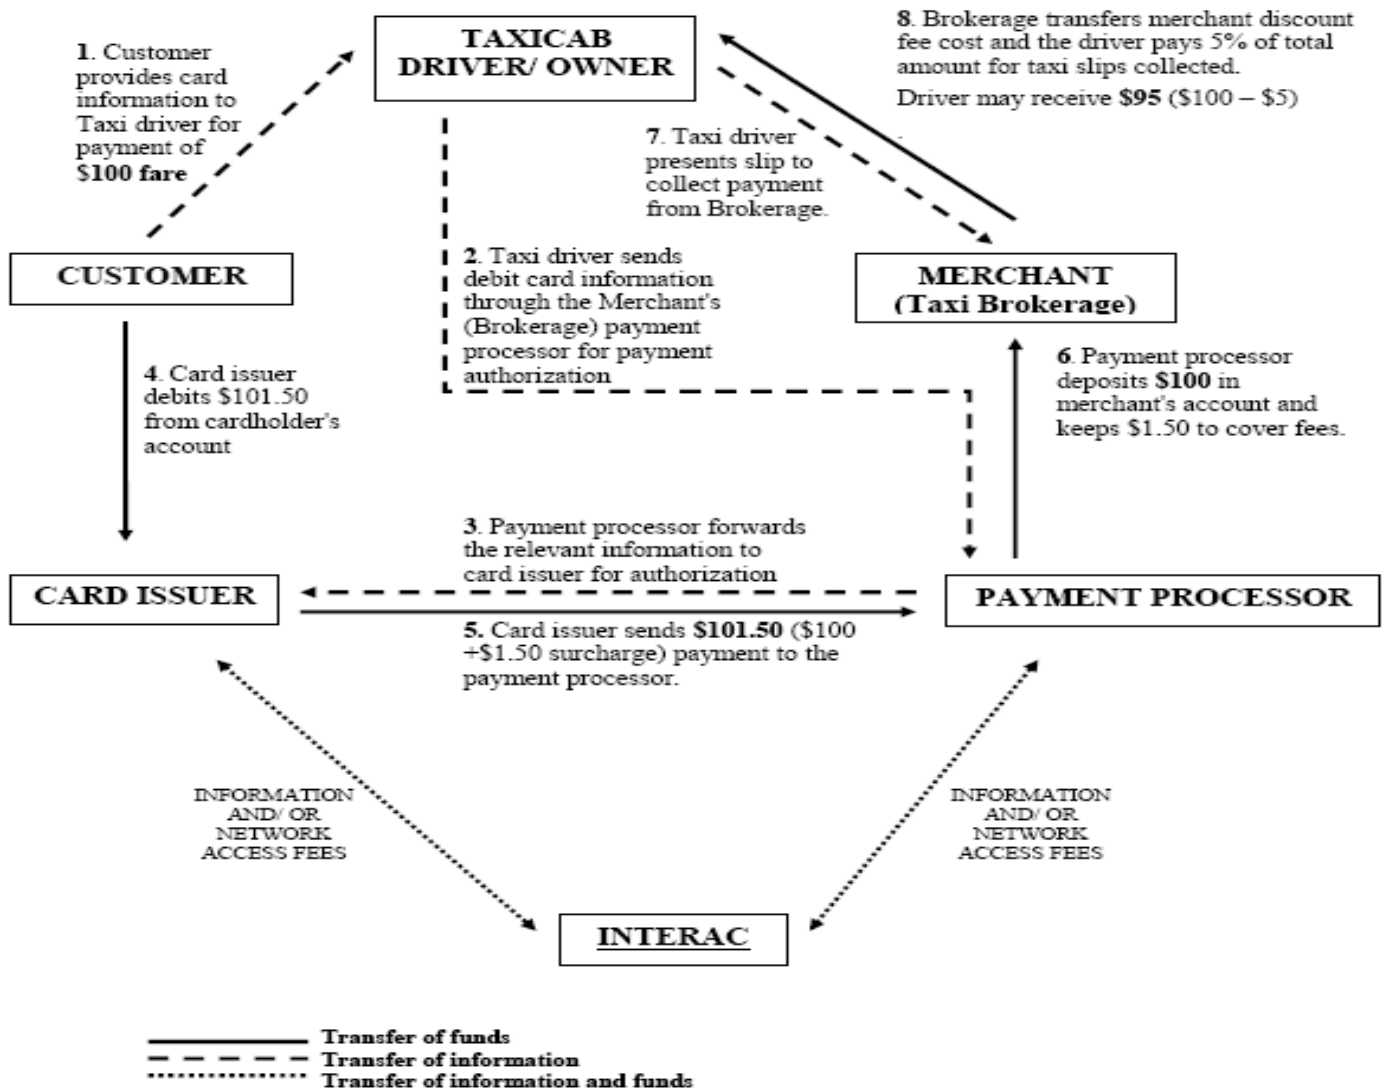 TAXICAB
DRIVER/ OWNER
1. Customer
provides card
information to
Taxi driver for
payment of
$100 fare
8. Brokerage transfers merchant discount
fee cost and the driver pays 5% of total
amount for taxi slips collected.
Driver may receive $95 ($100 – $5)
.
7. Taxi driver
presents slip to
collect payment
from Brokerage.
CUSTOMER
2. Taxi driver sends
debit card information
through the Merchant's
(Brokerage) payment
processor for payment
authorization
MERCHANT
(Taxi Brokerage)
4. Card issuer
debits $101.50
from cardholder's
account
6. Payment processor
deposits $100 in
merchant's account and
keeps $1.50 to cover fees.
3. Payment processor forwards
the relevant information to
card issuer for authorization
CARD ISSUER
PAYMENT PROCESSOR
5. Card issuer sends $101.50 ($100
+$1.50 surcharge) payment to the
payment processor.
INFORMATION
AND/ OR
NETWORK
ACCESS FEES
INFORMATION
AND/ OR
NETWORK
ACCESS FEES
INTERAC
Transfer of funds
Transfer of information
Transfer of information and funds